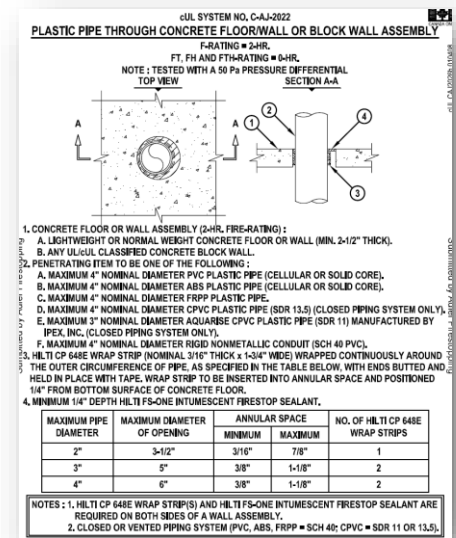 cUL SYSTEM NO. C-AJ-2022
PLASTIC PIPE THROUGH CONCRETE FLOOR/WALL OR BLOCK WALL ASSEMBLY
F-RATING = 2-HR.
FT, FH AND FTH-RATING = 0-HR.
NOTE : TESTED WITH A 50 Pa PRESSURE DIFFERENTIAL
TOP VIEW SECTION A-A
A A
1 2 4 3
1. CONCRETE FLOOR OR WALL ASSEMBLY (2-HR. FIRE-RATING) :
A. LIGHTWEIGHT OR NORMAL WEIGHT CONCRETE FLOOR OR WALL (MIN. 2-1/2" THICK).
B. ANY UL/cUL CLASSIFIED CONCRETE BLOCK WALL.
2. PENETRATING ITEM TO BE ONE OF THE FOLLOWING :
A. MAXIMUM 4" NOMINAL DIAMETER PVC PLASTIC PIPE (CELLULAR OR SOLID CORE).
B. MAXIMUM 4" NOMINAL DIAMETER ABS PLASTIC PIPE (CELLULAR OR SOLID CORE).
C. MAXIMUM 4" NOMINAL DIAMETER FRPP PLASTIC PIPE.
D. MAXIMUM 4" NOMINAL DIAMETER CPVC PLASTIC PIPE (SDR 13.5) (CLOSED PIPING SYSTEM ONLY).
E. MAXIMUM 3" NOMINAL DIAMETER AQUARISE CPVC PLASTIC PIPE (SDR 11) MANUFACTURED BY
IPEX, INC. (CLOSED PIPING SYSTEM ONLY).
F. MAXIMUM 4" NOMINAL DIAMETER RIGID NONMETALLIC CONDUIT (SCH 40 PVC).
3. HILTI CP 648E WRAP STRIP (NOMINAL 3/16" THICK x 1-3/4" WIDE) WRAPPED CONTINUOUSLY AROUND
THE OUTER CIRCUMFERENCE OF PIPE, AS SPECIFIED IN THE TABLE BELOW, WITH ENDS BUTTED AND
HELD IN PLACE WITH TAPE. WRAP STRIP TO BE INSERTED INTO ANNULAR SPACE AND POSITIONED
1/4" FROM BOTTOM SURFACE OF CONCRETE FLOOR.
4. MINIMUM 1/4" DEPTH HILTI FS-ONE INTUMESCENT FIRESTOP SEALANT.
MAXIMUM PIPE DIAMETER MAXIMUM DIAMETER OF OPENING ANNULAR SPACE MINIMUM MAXIMUM NO. OF HILTI CP 648E WRAP STRIPS
2" 3-1/2" 3/16" 7/8" 1
3" 5" 3/8" 1-1/8" 2
4" 6" 3/8" 1-1/8" 2
NOTES : 1. HILTI CP 648E WRAP STRIP(S) AND HILTI FS-ONE INTUMESCENT FIRESTOP SEALANT ARE
REQUIRED ON BOTH SIDES OF A WALL ASSEMBLY.
2. CLOSED OR VENTED PIPING SYSTEM (PVC, ABS, FRPP = SCH 40; CPVC = SDR 11 OR 13.5).